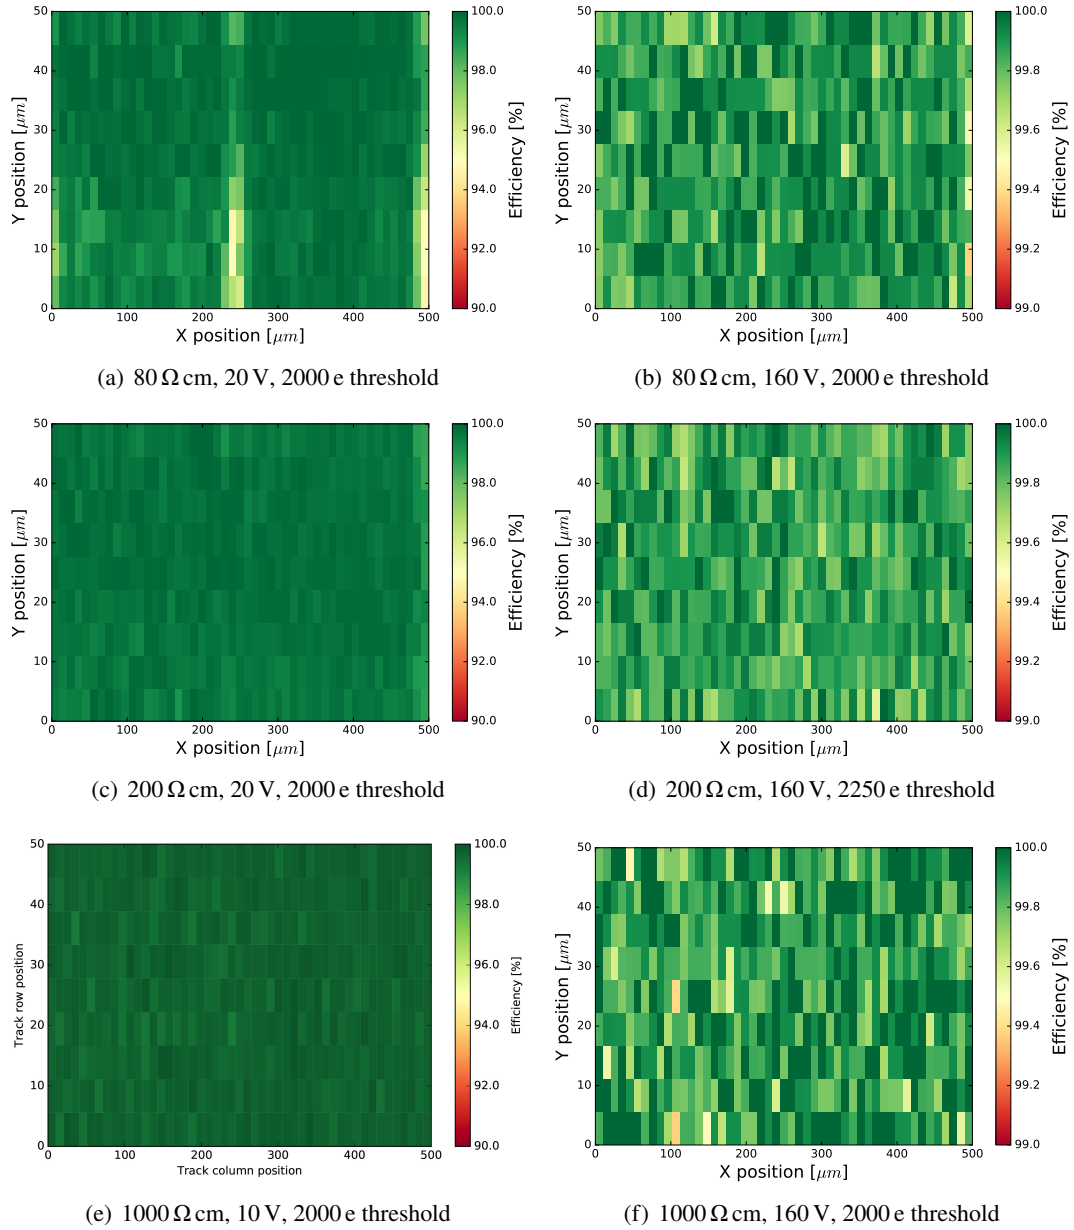 50
40
30
20
10
0
Y position [μm]
0 100 200 300 400 500
X position [μm]
100.0
98.0
96.0
94.0
92.0
90.0
Efficiency [%]
(a) 80 Ω cm, 20 V, 2000 e threshold
50
40
30
20
10
0
Y position [μm]
0 100 200 300 400 500
X position [μm]
100.0
99.8
99.6
99.4
99.2
99.0
Efficiency [%]
(b) 80 Ω cm, 160 V, 2000 e threshold
50
40
30
20
10
0
Y position [μm]
0 100 200 300 400 500
X position [μm]
100.0
98.0
96.0
94.0
92.0
90.0
Efficiency [%]
(c) 200 Ω cm, 20 V, 2000 e threshold
50
40
30
20
10
0
Y position [μm]
0 100 200 300 400 500
X position [μm]
100.0
99.8
99.6
99.4
99.2
99.0
Efficiency [%]
(d) 200 Ω cm, 160 V, 2250 e threshold
50
40
30
20
10
0
Track row position
0 100 200 300 400 500
Track column position
100.0
98.0
96.0
94.0
92.0
90.0
Efficiency [%]
(e) 1000 Ω cm, 10 V, 2000 e threshold
50
40
30
20
10
0
Y position [μm]
0 100 200 300 400 500
X position [μm]
100.0
99.8
99.6
99.4
99.2
99.0
Efficiency [%]
(f) 1000 Ω cm, 160 V, 2000 e threshold